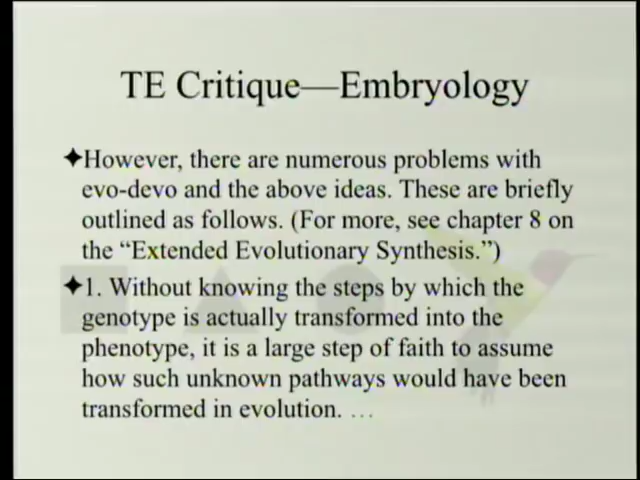 TE Critique—Embryology
✦However, there are numerous problems with
evo-devo and the above ideas. These are briefly
outlined as follows. (For more, see chapter 8 on
the “Extended Evolutionary Synthesis.”)
✦1. Without knowing the steps by which the
genotype is actually transformed into the
phenotype, it is a large step of faith to assume
how such unknown pathways would have been
transformed in evolution. …